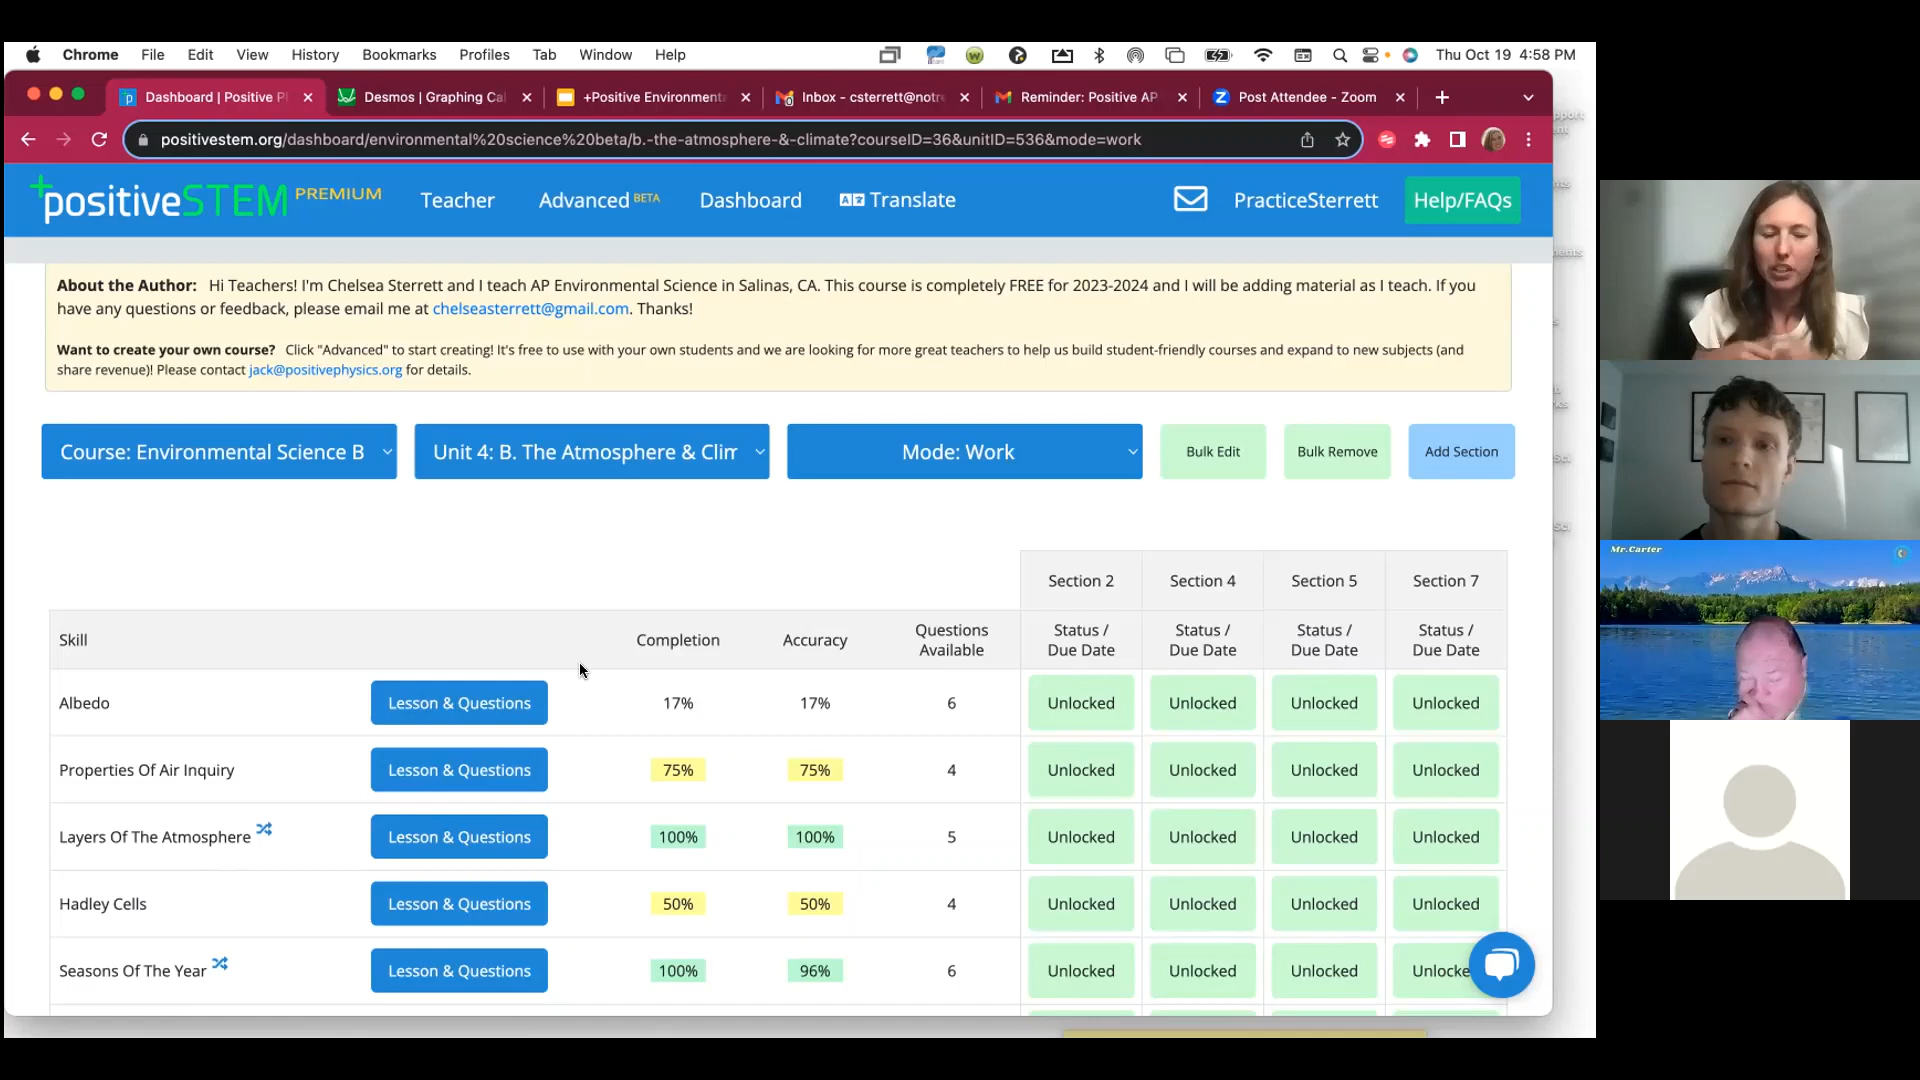 Chrome File Edit View History Bookmarks Profiles Tab Window Help Thu Oct 19 4:58 PM
Dashboard | Positive P Desmos | Graphing Cal +Positive Environmenta Inbox - csterrett@notre Reminder: Positive AP Post Attendee - Zoom
positivestem.org/dashboard/environmental%20science%20beta/b.-the-atmosphere-&-climate?courseID=36&unitID=536&mode=work
+positiveSTEM PREMIUM Teacher Advanced BETA Dashboard Translate PracticeSterrett Help/FAQs
About the Author: Hi Teachers! I'm Chelsea Sterrett and I teach AP Environmental Science in Salinas, CA. This course is completely FREE for 2023-2024 and I will be adding material as I teach. If you
have any questions or feedback, please email me at chelseasterrett@gmail.com. Thanks!
Want to create your own course? Click "Advanced" to start creating! It's free to use with your own students and we are looking for more great teachers to help us build student-friendly courses and expand to new subjects (and
share revenue)! Please contact jack@positivephysics.org for details.
Course: Environmental Science B Unit 4: B. The Atmosphere & Clim Mode: Work Bulk Edit Bulk Remove Add Section
Mr.Carter
Section 2 Section 4 Section 5 Section 7
Skill Completion Accuracy Questions Available Status / Due Date Status / Due Date Status / Due Date Status / Due Date
Albedo Lesson & Questions 17% 17% 6 Unlocked Unlocked Unlocked Unlocked
Properties Of Air Inquiry Lesson & Questions 75% 75% 4 Unlocked Unlocked Unlocked Unlocked
Layers Of The Atmosphere Lesson & Questions 100% 100% 5 Unlocked Unlocked Unlocked Unlocked
Hadley Cells Lesson & Questions 50% 50% 4 Unlocked Unlocked Unlocked Unlocked
Seasons Of The Year Lesson & Questions 100% 96% 6 Unlocked Unlocked Unlocked Unlocke